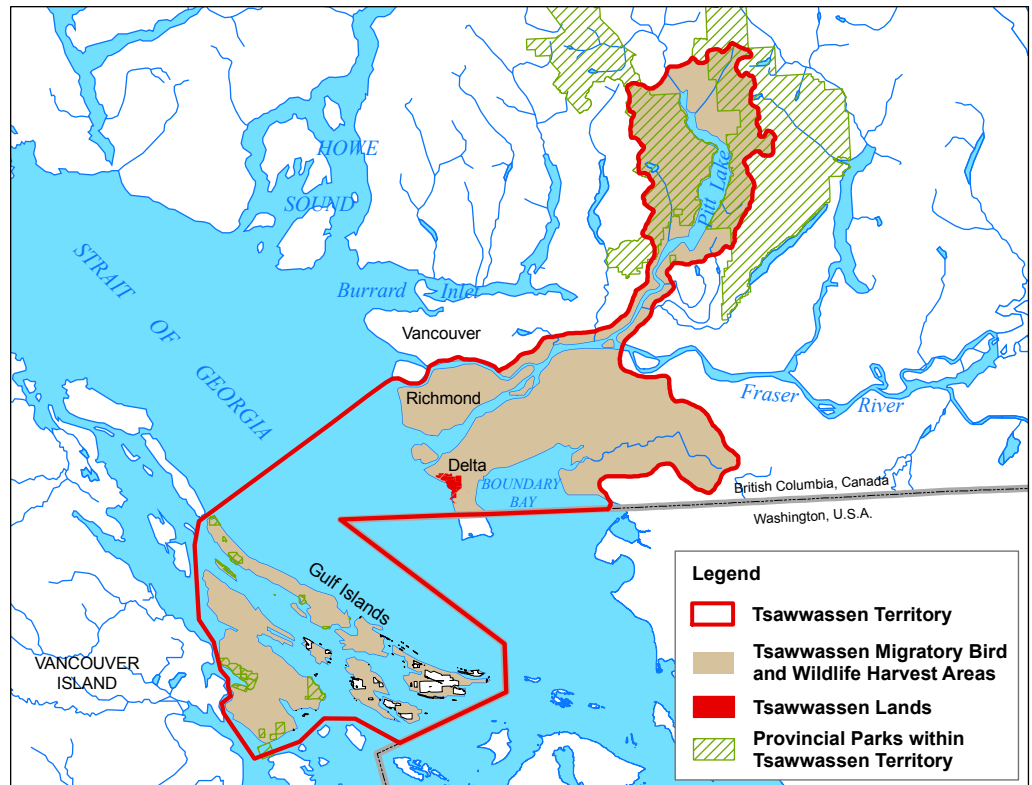 HOWE
SOUND
Pitt Lake
STRAIT
OF
GEORGIA
Burrard Inlet
Vancouver
Fraser
River
Richmond
Delta
BOUNDARY
BAY
British Columbia, Canada
Washington, U.S.A.
Gulf Islands
VANCOUVER
ISLAND
Legend
Tsawwassen Territory
Tsawwassen Migratory Bird
and Wildlife Harvest Areas
Tsawwassen Lands
Provincial Parks within
Tsawwassen Territory